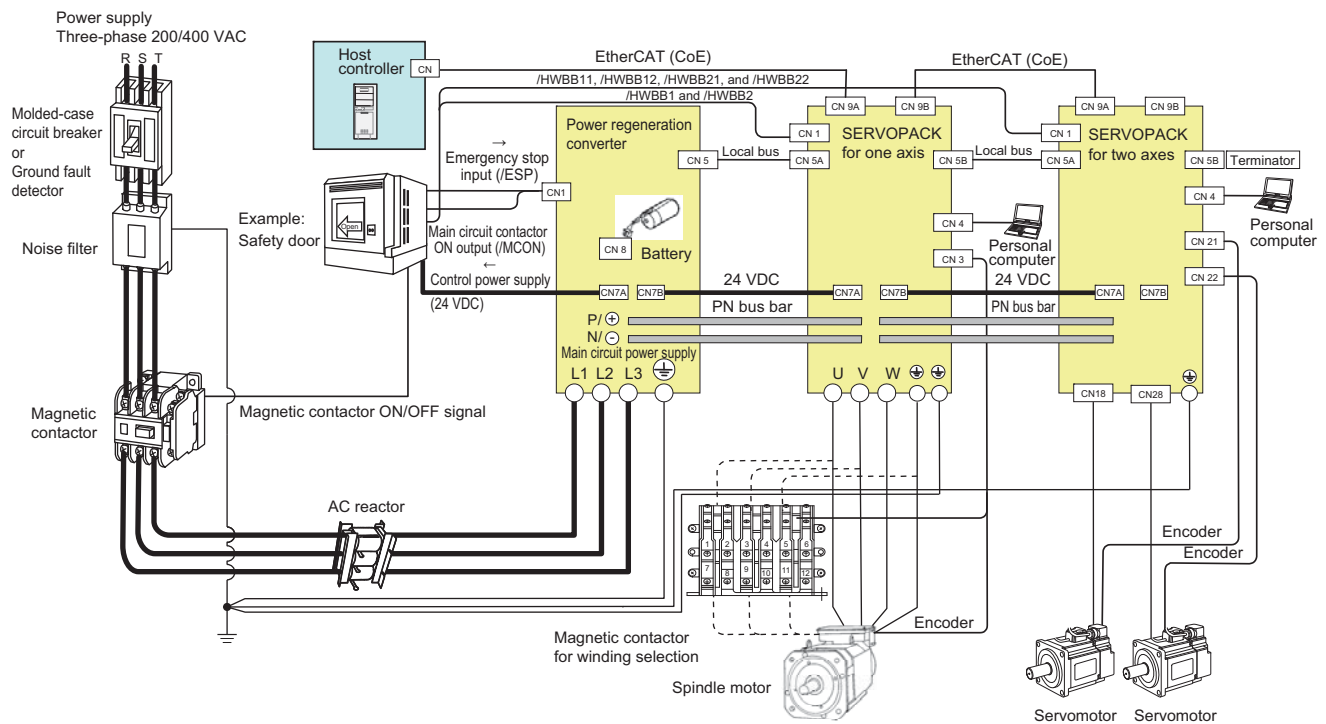 Power supply
Three-phase 200/400 VAC
R S T
Molded-case
circuit breaker
or
Ground fault
detector
Noise filter
Magnetic
contactor
Magnetic contactor ON/OFF signal
AC reactor
Host
controller
CN
Example:
Safety door
Open
→
Emergency stop
input (/ESP)
Main circuit contactor
ON output (/MCON)
←
Control power supply
(24 VDC)
EtherCAT (CoE)
/HWBB11, /HWBB12, /HWBB21, and /HWBB22
/HWBB1 and /HWBB2
Power regeneration
converter
CN1
CN 5
CN 8
Battery
CN7A
CN7B
P/ +
N/ -
Main circuit power supply
L1 L2 L3
Local bus
24 VDC
PN bus bar
CN 9A
CN 9B
CN 1
SERVOPACK
for one axis
CN 5A
CN 5B
CN 4
Personal
computer
CN 3
CN7A
CN7B
U V W
EtherCAT (CoE)
Local bus
24 VDC
PN bus bar
CN 9A
CN 9B
CN 1
SERVOPACK
for two axes
CN 5A
CN 5B
Terminator
CN 4
Personal
computer
CN 21
CN 22
CN7A
CN7B
CN18
CN28
1 2 3 4 5 6
7 8 9 10 11 12
Magnetic contactor
for winding selection
Encoder
Spindle motor
Encoder
Encoder
Servomotor
Servomotor